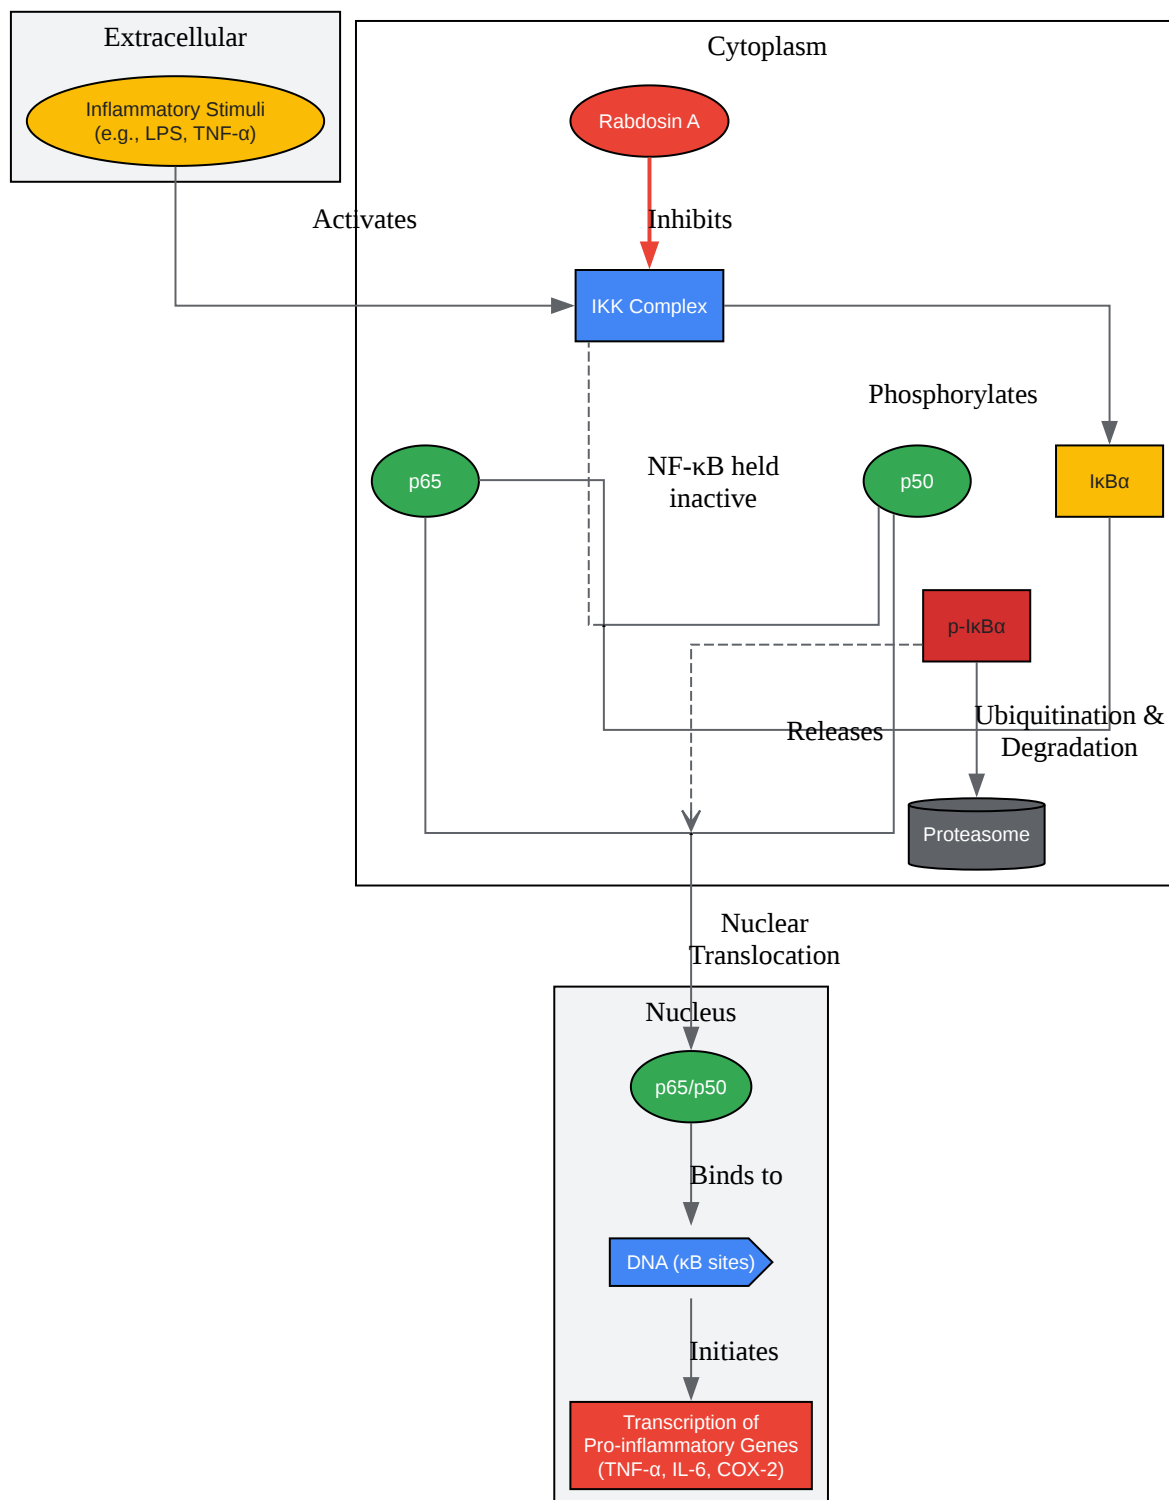 Extracellular
Cytoplasm
Inflammatory Stimuli
(e.g., LPS, TNF-α)
Rabdosin A
Activates
Inhibits
IKK Complex
Phosphorylates
NF-κB held
inactive
p65
p50
IκBα
p-IκBα
Releases
Ubiquitination &
Degradation
Proteasome
Nuclear
Translocation
Nucleus
p65/p50
Binds to
DNA (κB sites)
Initiates
Transcription of
Pro-inflammatory Genes
(TNF-α, IL-6, COX-2)